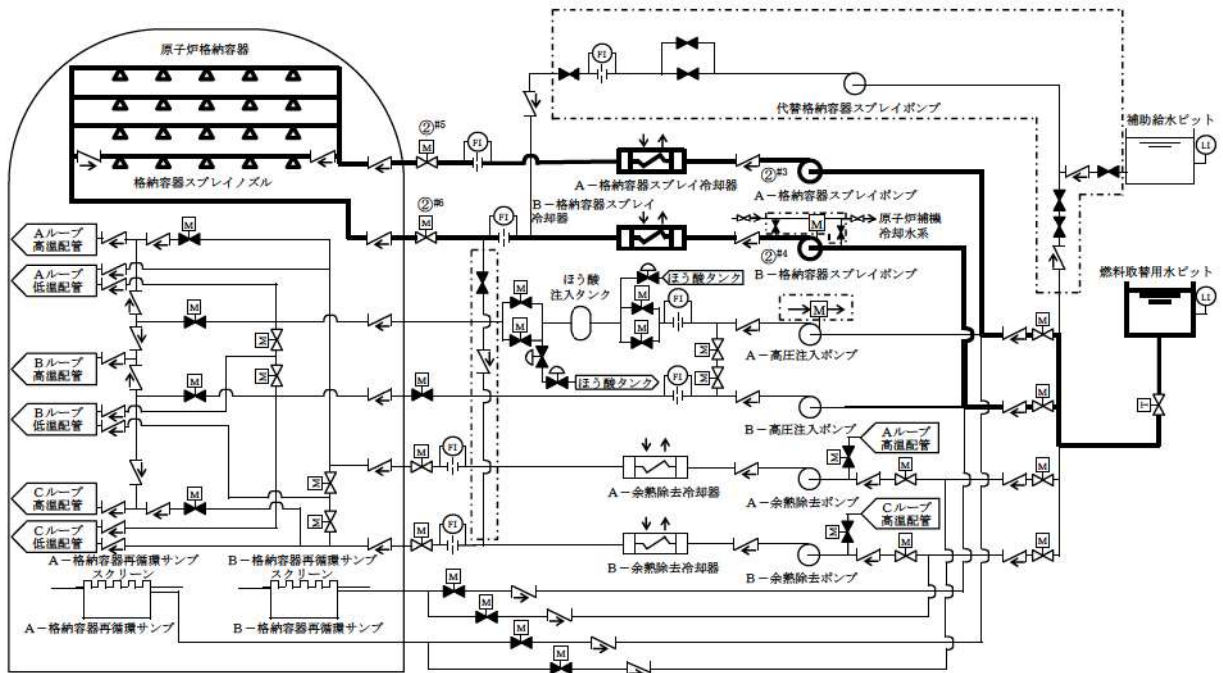 原子炉格納容器
格納容器スプレイノズル
②#5
M
FI
A－格納容器スプレイ冷却器
②#3
A－格納容器スプレイポンプ
FI
代替格納容器スプレイポンプ
補助給水ピット
LI
②#6
M
FI
B－格納容器スプレイ
冷却器
M
原子炉補機
冷却水系
②#4
B－格納容器スプレイポンプ
燃料取替用水ピット
LI
Aループ
高温配管
M
Aループ
低温配管
M
M
M
ほう酸
注入タンク
ほう酸タンク
M
M
FI
M
A－高圧注入ポンプ
M
M
Bループ
高温配管
M
M
M
ほう酸タンク
M
M
FI
B－高圧注入ポンプ
M
T
Bループ
低温配管
M
FI
A－余熱除去冷却器
A－余熱除去ポンプ
Aループ
高温配管
M
M
M
Cループ
高温配管
M
M
Cループ
低温配管
M
M
FI
B－余熱除去冷却器
B－余熱除去ポンプ
Cループ
高温配管
M
M
M
A－格納容器再循環サンプ
スクリーン
B－格納容器再循環サンプ
スクリーン
M
M
A－格納容器再循環サンプ
B－格納容器再循環サンプ
M
M